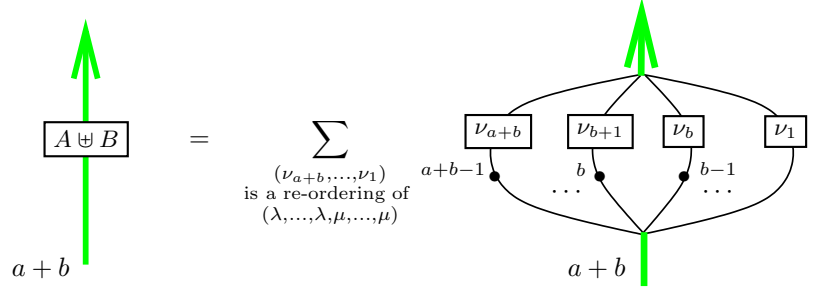 A ⊎ B
=
∑
(ν_{a+b},...,ν_1)
is a re-ordering of
(λ,...,λ,μ,...,μ)
a + b
ν_{a+b}
ν_{b+1}
ν_b
ν_1
a+b−1
b
b−1
...
...
a + b